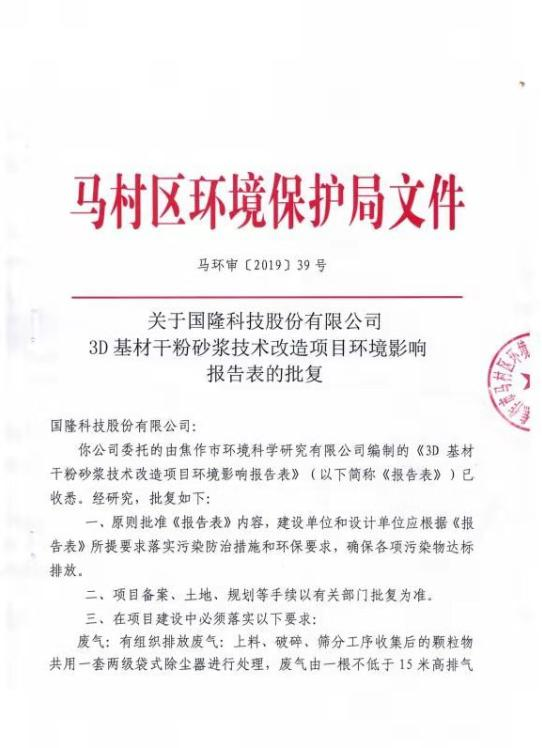 马村区环境保护局文件
马环审〔2019〕39 号
关于国隆科技股份有限公司
3D 基材干粉砂浆技术改造项目环境影响
报告表的批复
国隆科技股份有限公司：
你公司委托的由焦作市环境科学研究有限公司编制的《3D 基材
干粉砂浆技术改造项目环境影响报告表》（以下简称《报告表》）已
收悉。经研究，批复如下：
一、原则批准《报告表》内容，建设单位和设计单位应根据《报
告表》所提要求落实污染防治措施和环保要求，确保各项污染物达标
排放。
二、项目备案、土地、规划等手续以有关部门批复为准。
三、在项目建设中必须落实以下要求：
废气：有组织排放废气：上料、破碎、筛分工序收集后的颗粒物
共用一套两级袋式除尘器进行处理，废气由一根不低于 15 米高排气
市马村区环境